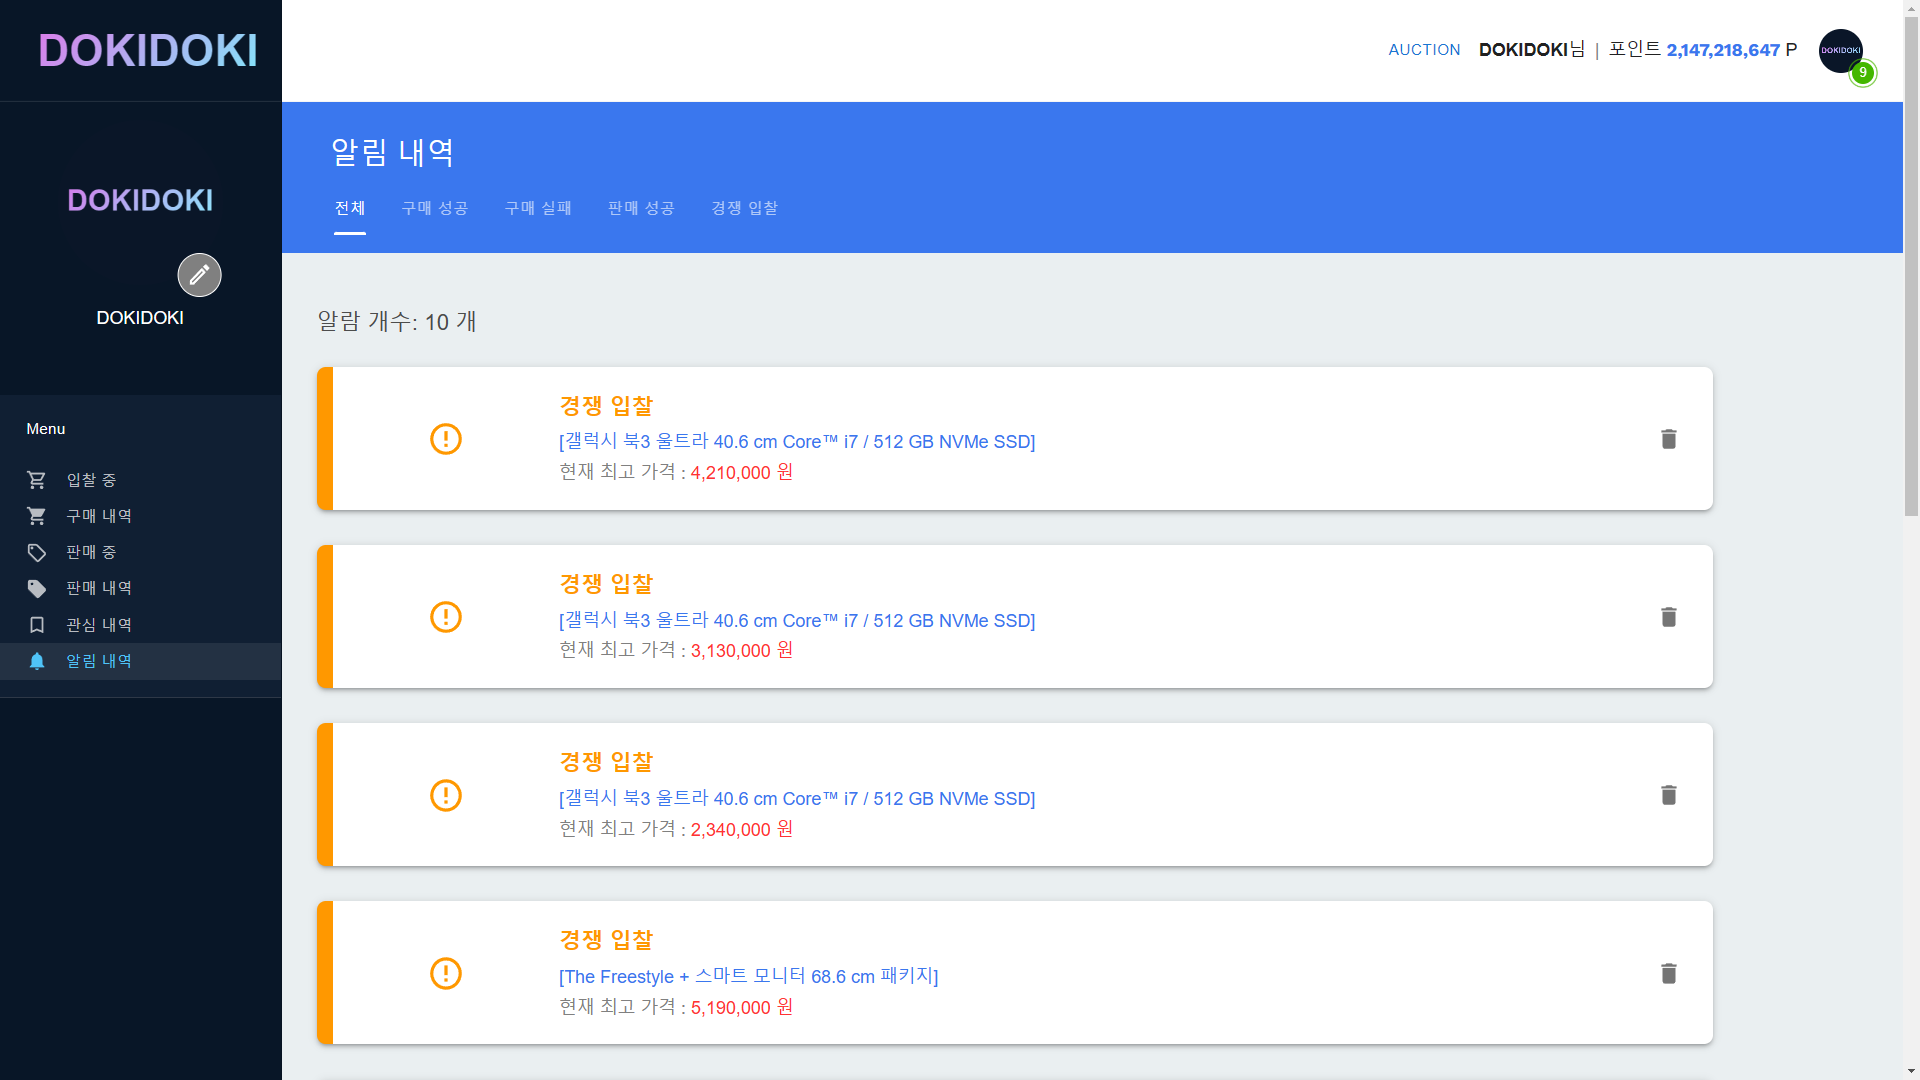 DOKIDOKI
AUCTION DOKIDOKI님 | 포인트 2,147,218,647 P
DOKIDOKI
9
DOKIDOKI
DOKIDOKI
Menu
입찰 중
구매 내역
판매 중
판매 내역
관심 내역
알림 내역
알림 내역
전체 구매 성공 구매 실패 판매 성공 경쟁 입찰
알람 개수: 10 개
경쟁 입찰
[갤럭시 북3 울트라 40.6 cm Core™ i7 / 512 GB NVMe SSD]
현재 최고 가격 : 4,210,000 원
경쟁 입찰
[갤럭시 북3 울트라 40.6 cm Core™ i7 / 512 GB NVMe SSD]
현재 최고 가격 : 3,130,000 원
경쟁 입찰
[갤럭시 북3 울트라 40.6 cm Core™ i7 / 512 GB NVMe SSD]
현재 최고 가격 : 2,340,000 원
경쟁 입찰
[The Freestyle + 스마트 모니터 68.6 cm 패키지]
현재 최고 가격 : 5,190,000 원